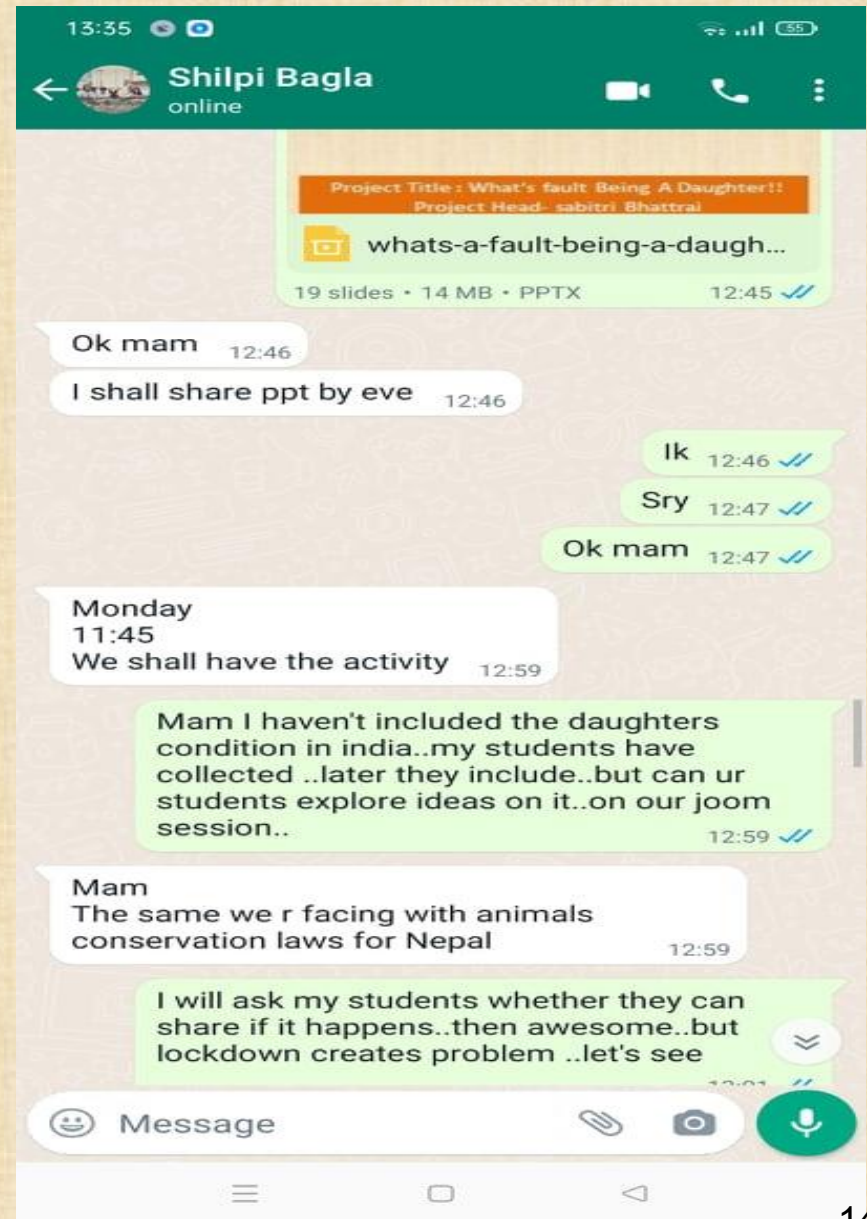 13:35
55
Shilpi Bagla
online
Project Title : What's fault Being A Daughter!!
Project Head- sabitri Bhattrai
whats-a-fault-being-a-daugh...
19 slides • 14 MB • PPTX 12:45
Ok mam 12:46
I shall share ppt by eve 12:46
Ik 12:46
Sry 12:47
Ok mam 12:47
Monday
11:45
We shall have the activity 12:59
Mam I haven't included the daughters
condition in india..my students have
collected ..later they include..but can ur
students explore ideas on it..on our joom
session.. 12:59
Mam
The same we r facing with animals
conservation laws for Nepal 12:59
I will ask my students whether they can
share if it happens..then awesome..but
lockdown creates problem ..let's see
Message